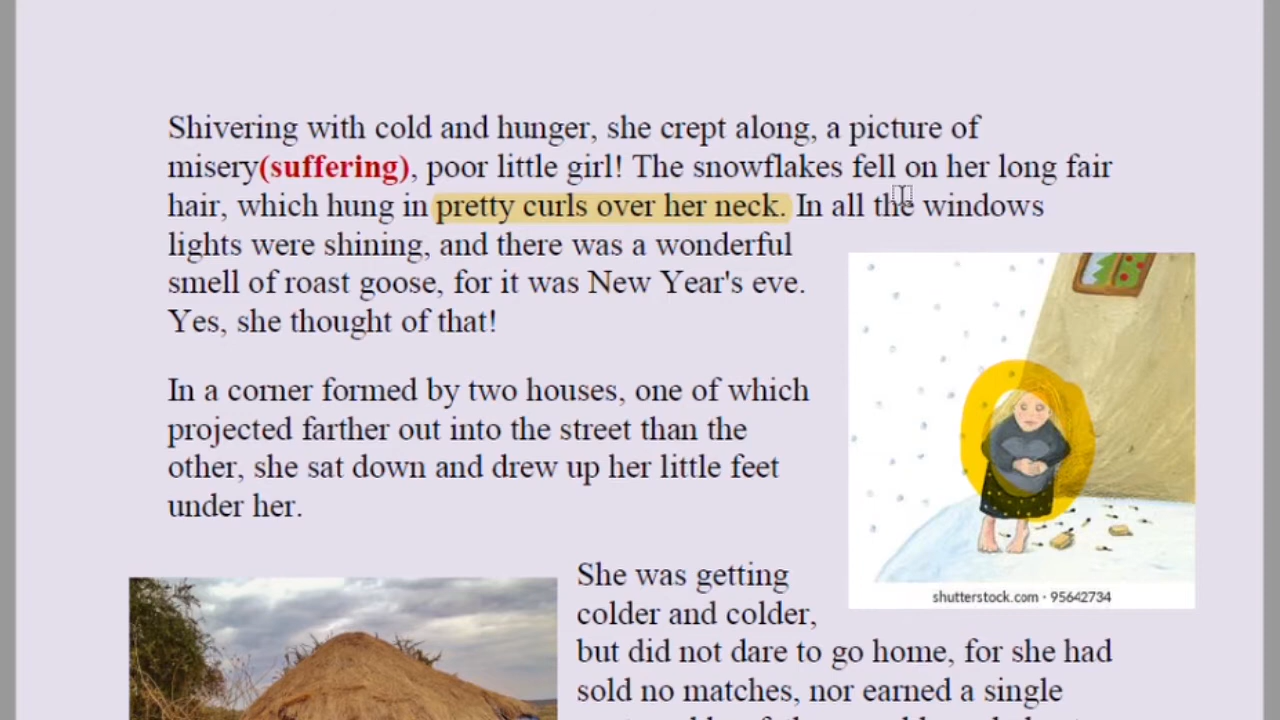 Shivering with cold and hunger, she crept along, a picture of
misery(suffering), poor little girl! The snowflakes fell on her long fair
hair, which hung in pretty curls over her neck. In all the windows
lights were shining, and there was a wonderful
smell of roast goose, for it was New Year's eve.
Yes, she thought of that!
In a corner formed by two houses, one of which
projected farther out into the street than the
other, she sat down and drew up her little feet
under her.
shutterstock.com · 95642734
She was getting
colder and colder,
but did not dare to go home, for she had
sold no matches, nor earned a single